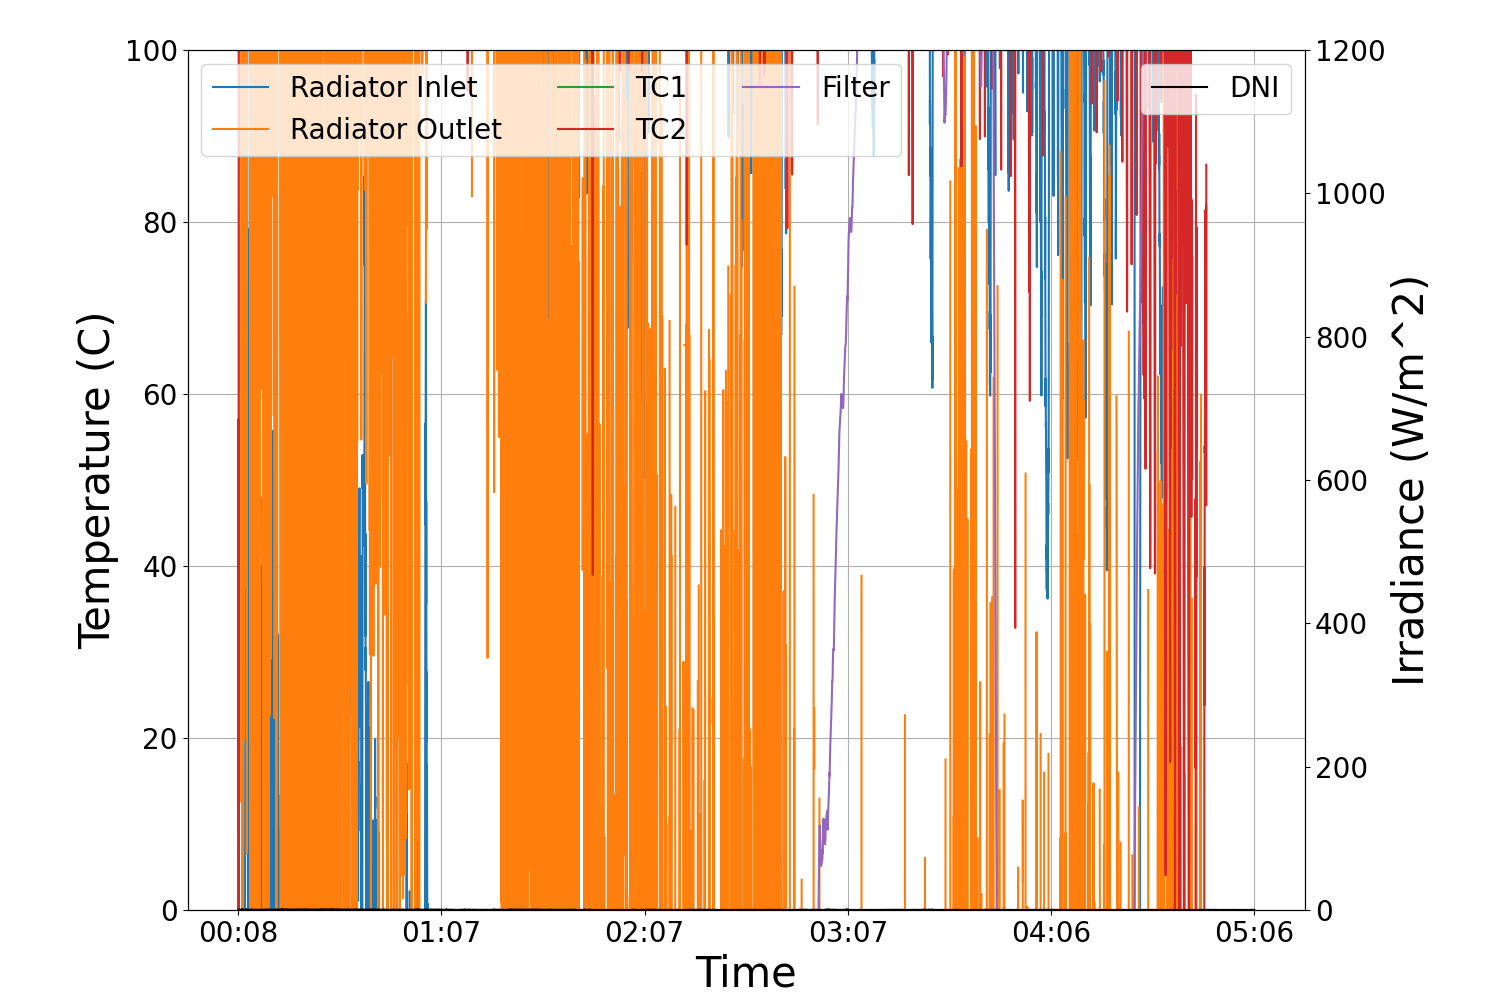 Radiator Inlet
Radiator Outlet
TC1
TC2
Filter
DNI
100
80
60
40
20
0
Temperature (C)
1200
1000
800
600
400
200
0
Irradiance (W/m^2)
00:08 01:07 02:07 03:07 04:06 05:06
Time